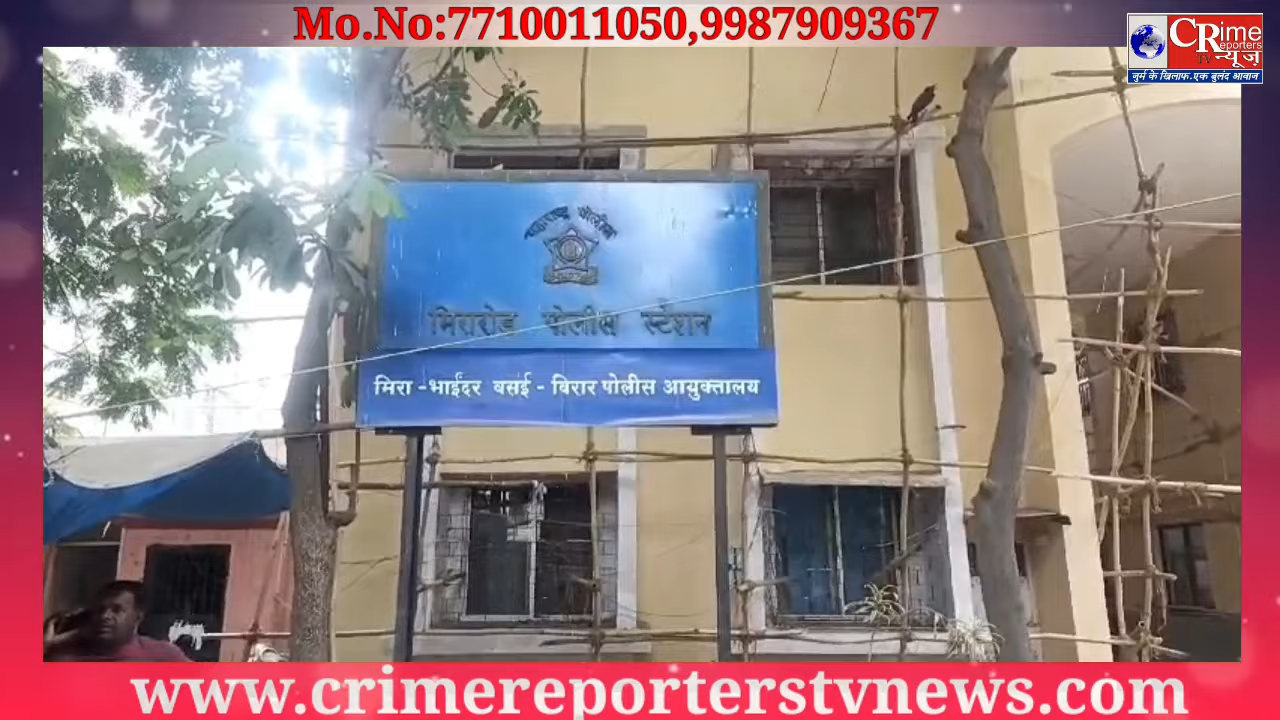 Mo.No:7710011050,9987909367
CRime
Reporters
TV न्यूज़
जुर्म के खिलाफ.एक बुलंद आवाज
महाराष्ट्र पोलीस
मिरारोड पोलीस स्टेशन
मिरा -भाईंदर वसई - विरार पोलीस आयुक्तालय
www.crimereporterstvnews.com